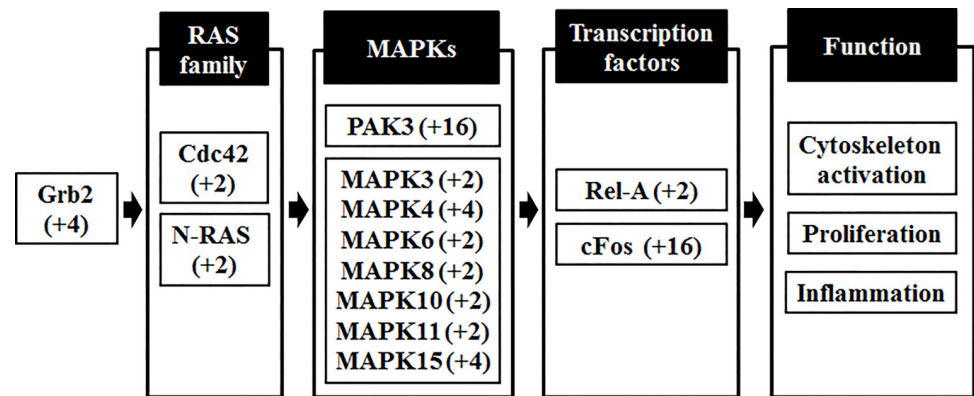 Grb2
(+4)
RAS
family
Cdc42
(+2)
N-RAS
(+2)
MAPKs
PAK3 (+16)
MAPK3 (+2)
MAPK4 (+4)
MAPK6 (+2)
MAPK8 (+2)
MAPK10 (+2)
MAPK11 (+2)
MAPK15 (+4)
Transcription
factors
Rel-A (+2)
cFos (+16)
Function
Cytoskeleton
activation
Proliferation
Inflammation